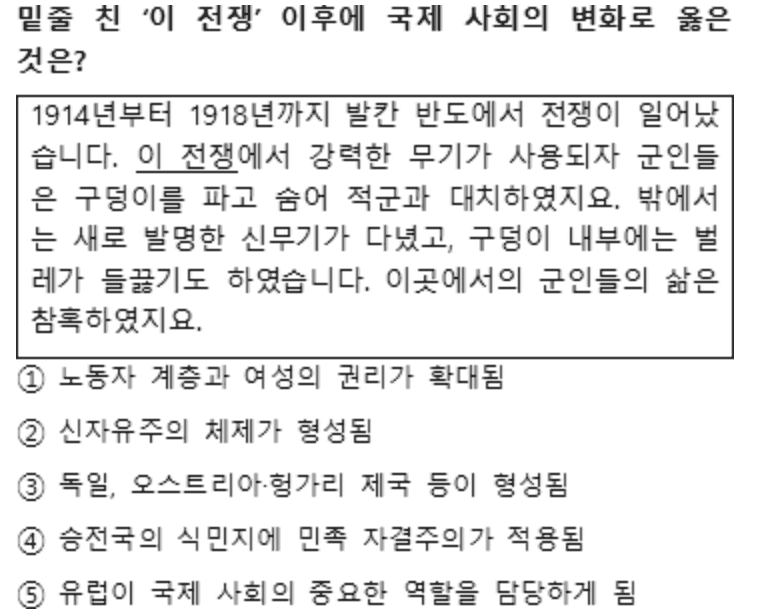 밑줄 친 ‘이 전쟁’ 이후에 국제 사회의 변화로 옳은
것은?
1914년부터 1918년까지 발칸 반도에서 전쟁이 일어났
습니다. 이 전쟁에서 강력한 무기가 사용되자 군인들
은 구덩이를 파고 숨어 적군과 대치하였지요. 밖에서
는 새로 발명한 신무기가 다녔고, 구덩이 내부에는 벌
레가 들끓기도 하였습니다. 이곳에서의 군인들의 삶은
참혹하였지요.
① 노동자 계층과 여성의 권리가 확대됨
② 신자유주의 체제가 형성됨
③ 독일, 오스트리아·헝가리 제국 등이 형성됨
④ 승전국의 식민지에 민족 자결주의가 적용됨
⑤ 유럽이 국제 사회의 중요한 역할을 담당하게 됨